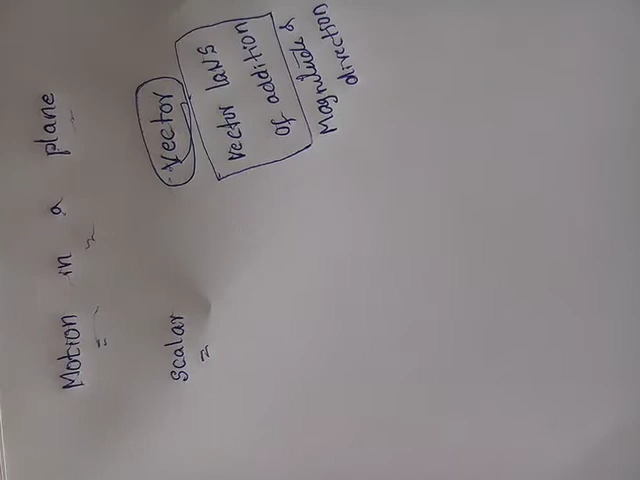 Motion in a plane
Scalar
Vector
vector laws
of addition
Magnitude &
direction